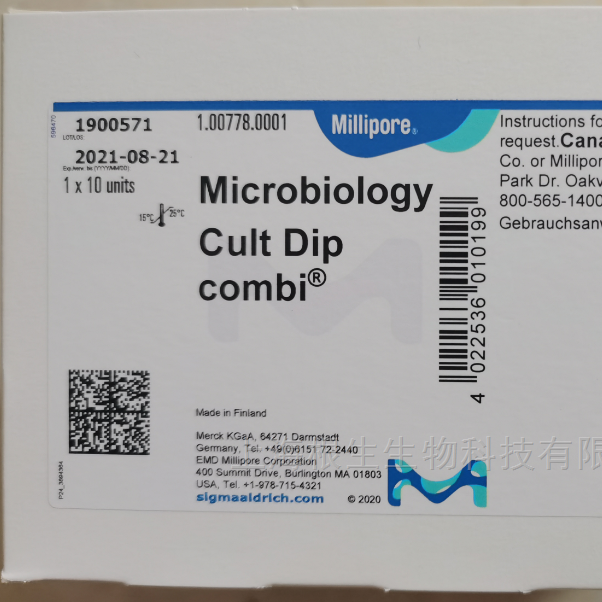 1900571
LOT/LOS
1.00778.0001
Millipore®
2021-08-21
1 x 10 units
15°C
25°C
Microbiology
Cult Dip
combi®
Instructions fo
request.Cana
Co. or Millipor
Park Dr. Oakv
800-565-1400
Gebrauchsanw
4 022536 010199
Made in Finland
Merck KGaA, 64271 Darmstadt
Germany, Tel. +49(0)6151 72-2440
EMD Millipore Corporation
400 Summit Drive, Burlington MA 01803
USA, Tel. +1-978-715-4321
sigmaaldrich.com © 2020
生生物科技有限